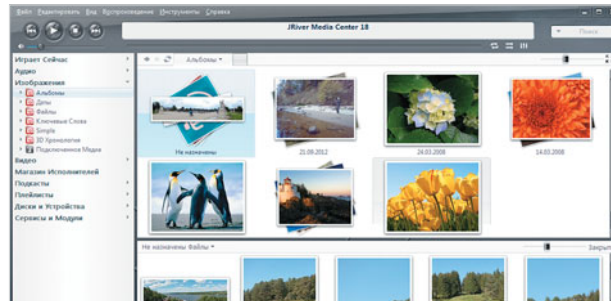 Файл Редактировать Вид Воспроизведение Инструменты Справка
JRiver Media Center 18
Поиск
Играет Сейчас
Аудио
Изображения
Альбомы
Даты
Файлы
Ключевые Слова
Simple
3D Хронология
Подключенное Медиа
Видео
Магазин Исполнителей
Подкасты
Плейлисты
Диски и Устройства
Сервисы и Модули
Альбомы
Не назначены
21.09.2012
24.03.2008
14.03.2008
Не назначены Файлы
Закрыт